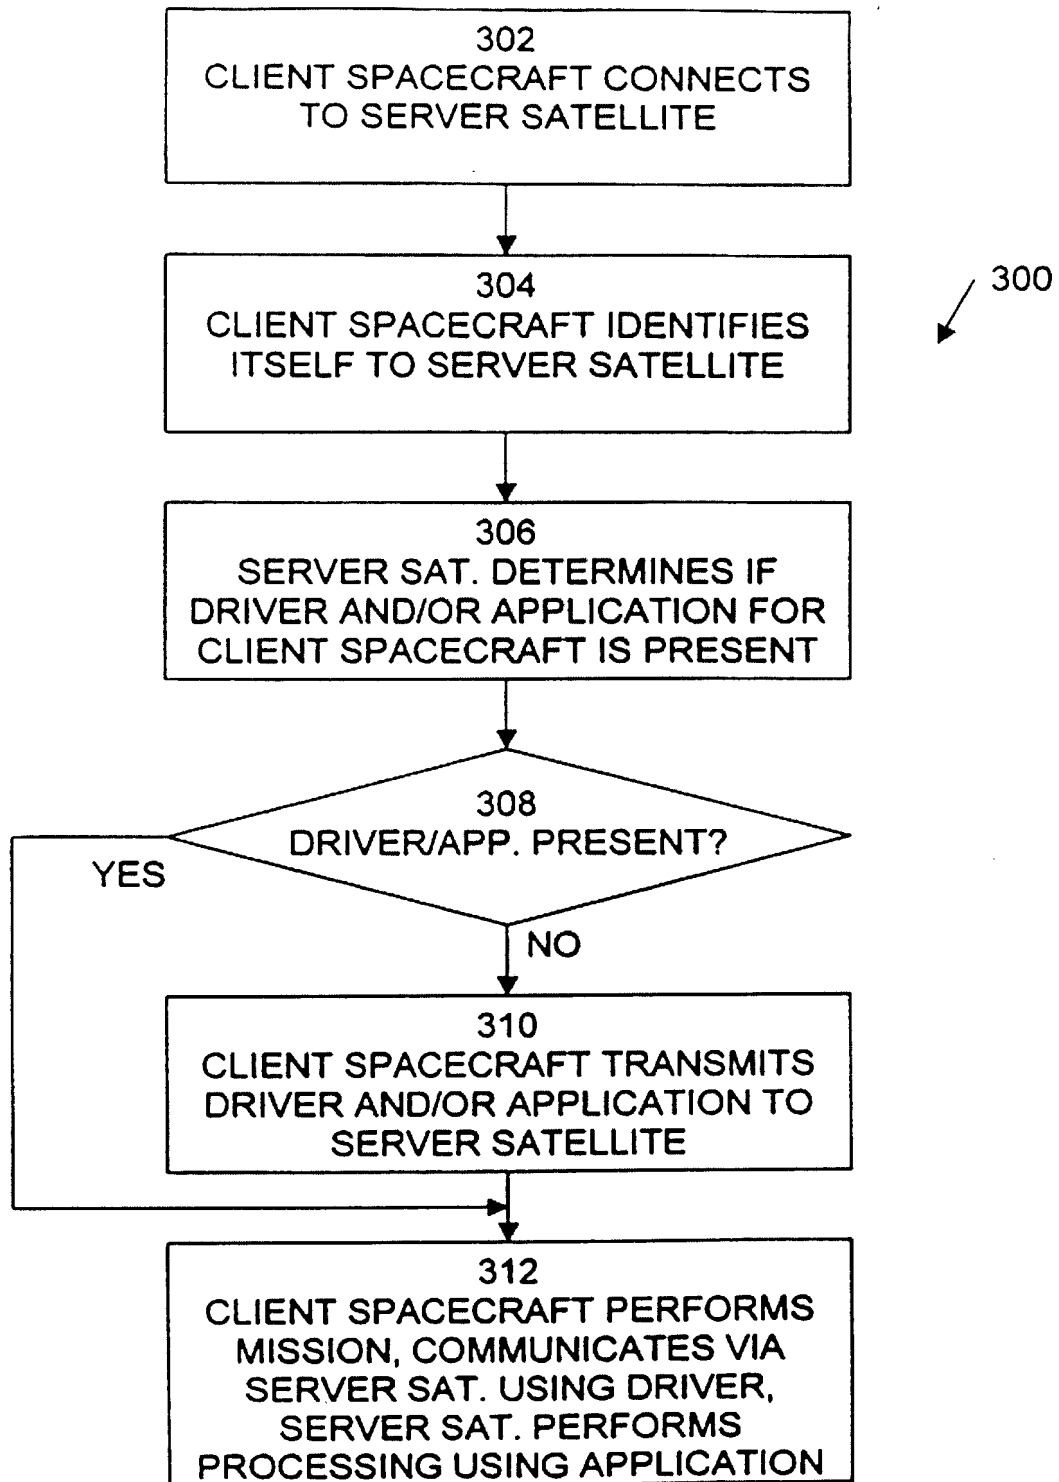 302
CLIENT SPACECRAFT CONNECTS
TO SERVER SATELLITE
304
CLIENT SPACECRAFT IDENTIFIES
ITSELF TO SERVER SATELLITE
300
306
SERVER SAT. DETERMINES IF
DRIVER AND/OR APPLICATION FOR
CLIENT SPACECRAFT IS PRESENT
308
DRIVER/APP. PRESENT?
YES
NO
310
CLIENT SPACECRAFT TRANSMITS
DRIVER AND/OR APPLICATION TO
SERVER SATELLITE
312
CLIENT SPACECRAFT PERFORMS
MISSION, COMMUNICATES VIA
SERVER SAT. USING DRIVER,
SERVER SAT. PERFORMS
PROCESSING USING APPLICATION